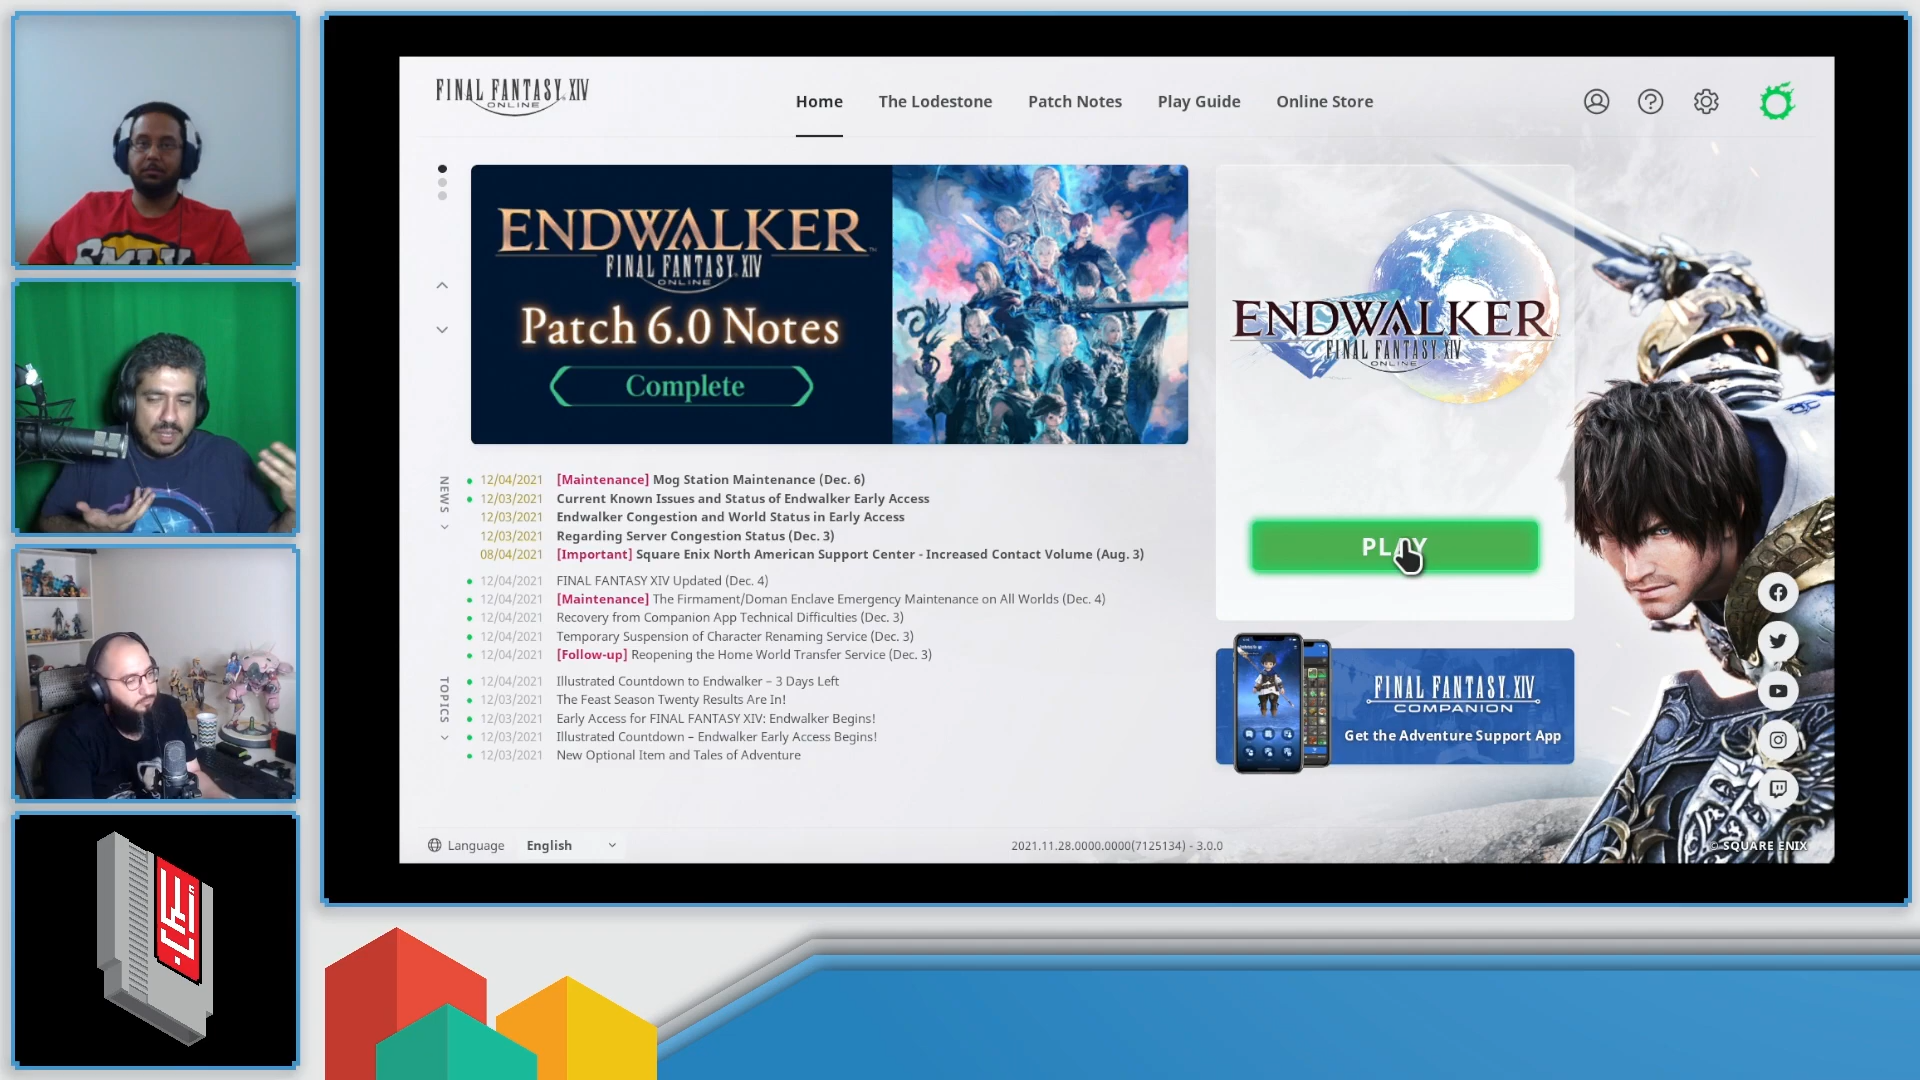 FINAL FANTASY XIV
ONLINE
Home
The Lodestone
Patch Notes
Play Guide
Online Store
ENDWALKER
FINAL FANTASY XIV
ONLINE
Patch 6.0 Notes
Complete
ENDWALKER
FINAL FANTASY XIV
ONLINE
PLAY
NEWS
12/04/2021 [Maintenance] Mog Station Maintenance (Dec. 6)
12/03/2021 Current Known Issues and Status of Endwalker Early Access
12/03/2021 Endwalker Congestion and World Status in Early Access
12/03/2021 Regarding Server Congestion Status (Dec. 3)
08/04/2021 [Important] Square Enix North American Support Center - Increased Contact Volume (Aug. 3)
12/04/2021 FINAL FANTASY XIV Updated (Dec. 4)
12/04/2021 [Maintenance] The Firmament/Doman Enclave Emergency Maintenance on All Worlds (Dec. 4)
12/04/2021 Recovery from Companion App Technical Difficulties (Dec. 3)
12/04/2021 Temporary Suspension of Character Renaming Service (Dec. 3)
12/04/2021 [Follow-up] Reopening the Home World Transfer Service (Dec. 3)
TOPICS
12/04/2021 Illustrated Countdown to Endwalker – 3 Days Left
12/03/2021 The Feast Season Twenty Results Are In!
12/03/2021 Early Access for FINAL FANTASY XIV: Endwalker Begins!
12/03/2021 Illustrated Countdown – Endwalker Early Access Begins!
12/03/2021 New Optional Item and Tales of Adventure
FINAL FANTASY XIV
COMPANION
Get the Adventure Support App
Language English
2021.11.28.0000.0000(7125134) - 3.0.0
© SQUARE ENIX